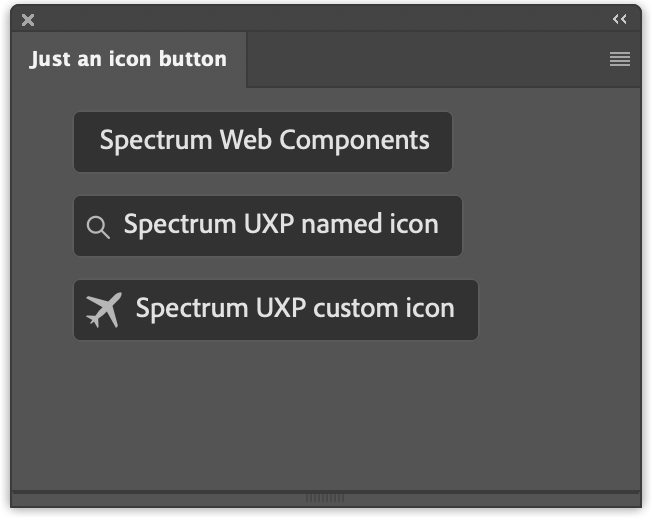 Just an icon button
Spectrum Web Components
Spectrum UXP named icon
Spectrum UXP custom icon